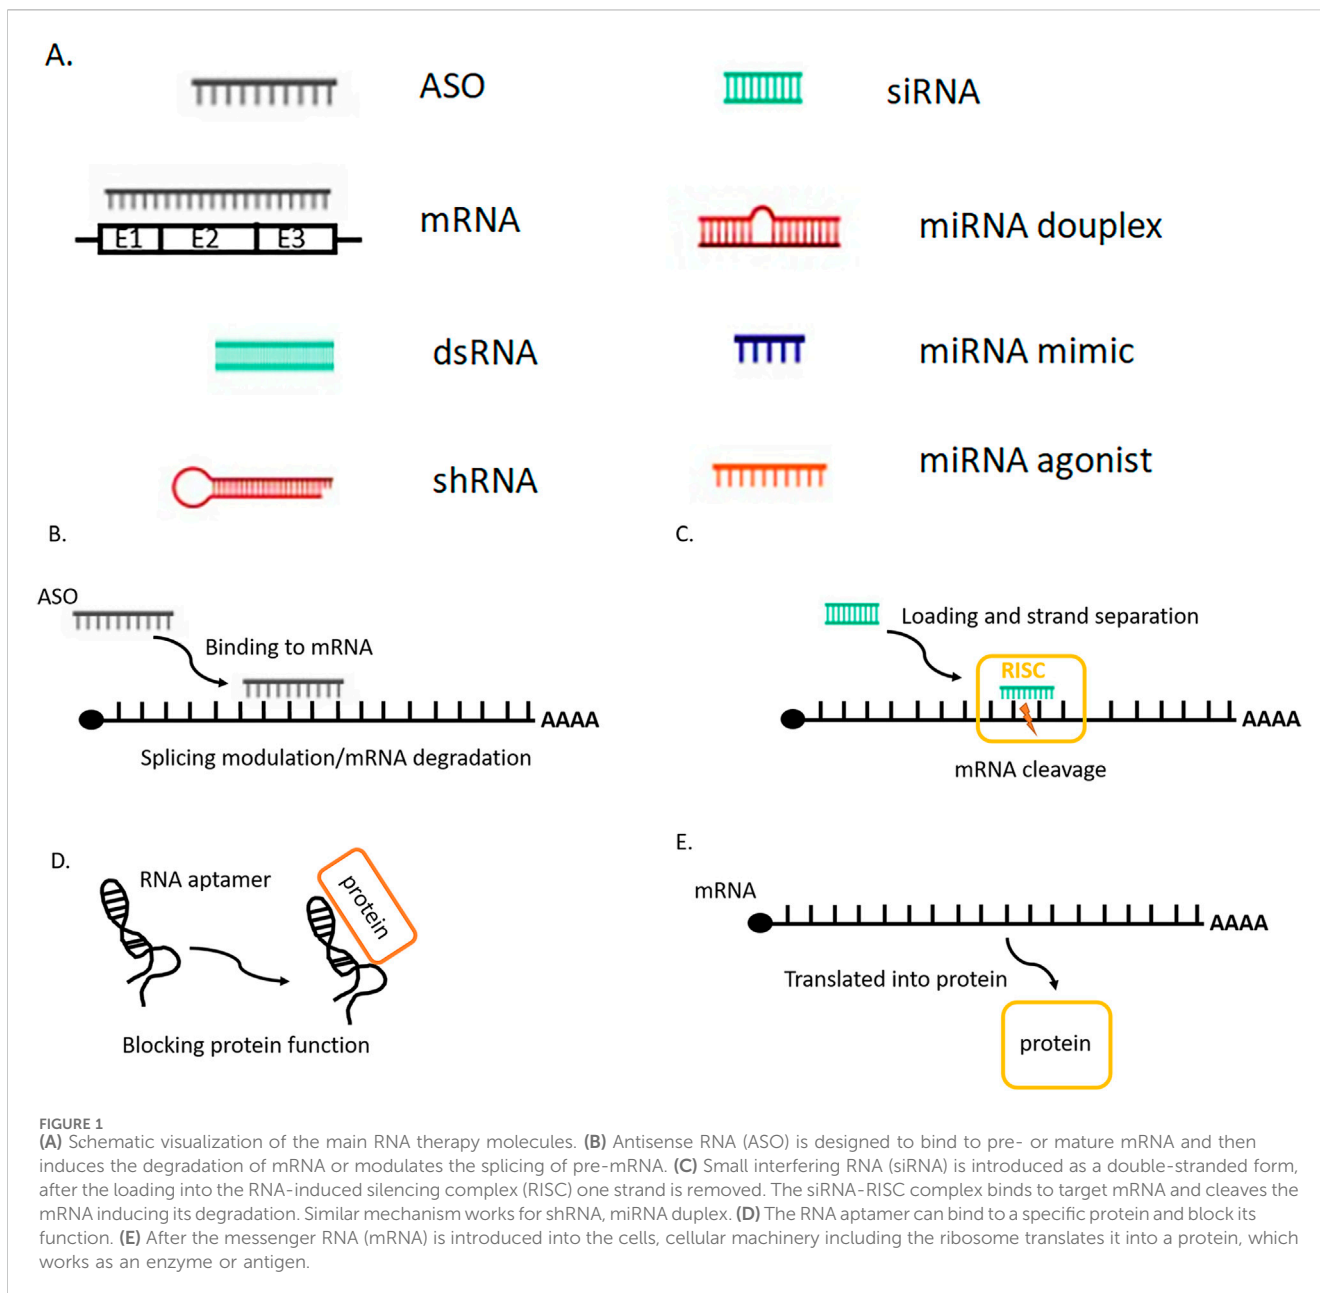 A.
ASO
siRNA
mRNA
E1 E2 E3
miRNA douplex
dsRNA
miRNA mimic
shRNA
miRNA agonist
B.
ASO
Binding to mRNA
AAAA
Splicing modulation/mRNA degradation
C.
Loading and strand separation
RISC
AAAA
mRNA cleavage
D.
RNA aptamer
protein
Blocking protein function
E.
mRNA
AAAA
Translated into protein
protein
FIGURE 1
(A) Schematic visualization of the main RNA therapy molecules. (B) Antisense RNA (ASO) is designed to bind to pre- or mature mRNA and then
induces the degradation of mRNA or modulates the splicing of pre-mRNA. (C) Small interfering RNA (siRNA) is introduced as a double-stranded form,
after the loading into the RNA-induced silencing complex (RISC) one strand is removed. The siRNA-RISC complex binds to target mRNA and cleaves the
mRNA inducing its degradation. Similar mechanism works for shRNA, miRNA duplex. (D) The RNA aptamer can bind to a specific protein and block its
function. (E) After the messenger RNA (mRNA) is introduced into the cells, cellular machinery including the ribosome translates it into a protein, which
works as an enzyme or antigen.